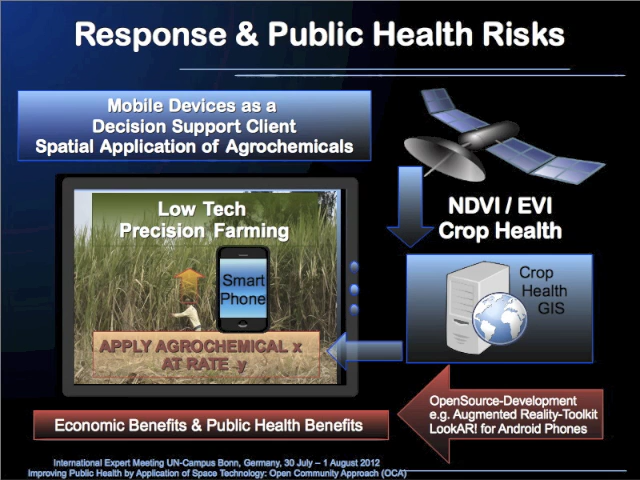 Response & Public Health Risks
Mobile Devices as a
Decision Support Client
Spatial Application of Agrochemicals
NDVI / EVI
Crop Health
Low Tech
Precision Farming
Smart
Phone
Crop
Health
GIS
APPLY AGROCHEMICAL x
AT RATE -y
OpenSource-Development
e.g. Augmented Reality-Toolkit
LookAR! for Android Phones
Economic Benefits & Public Health Benefits
International Expert Meeting UN-Campus Bonn, Germany, 30 July – 1 August 2012
Improving Public Health by Application of Space Technology: Open Community Approach (OCA)